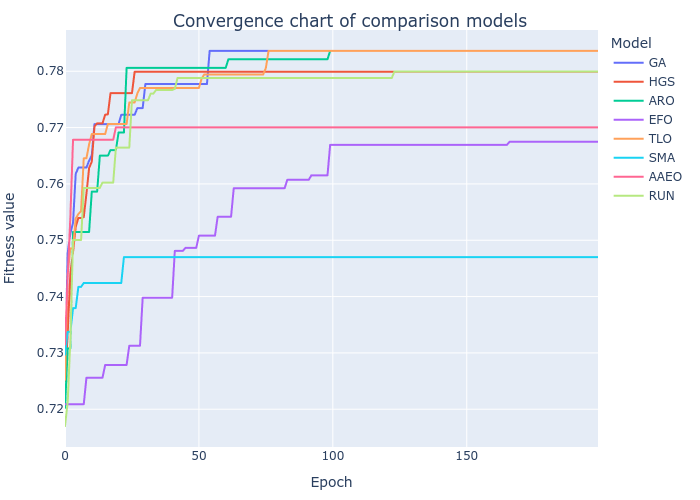 Convergence chart of comparison models
Model
GA
HGS
ARO
EFO
TLO
SMA
AAEO
RUN
Fitness value
0.78
0.77
0.76
0.75
0.74
0.73
0.72
0
50
100
150
Epoch